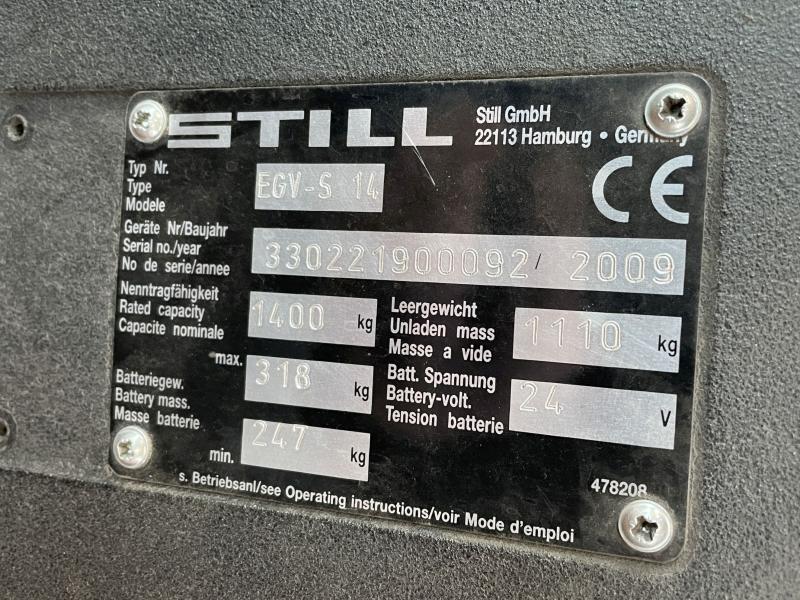 STILL
Still GmbH
22113 Hamburg • Germany
Typ Nr.
Type
Modele
EGV-S 14
CE
Geräte Nr/Baujahr
Serial no./year
No de serie/annee
330221900092 / 2009
Nenntragfähigkeit
Rated capacity
Capacite nominale
1400 kg
Leergewicht
Unladen mass
Masse a vide
1110 kg
Batteriegew.
Battery mass.
Masse batterie
max. 318 kg
min. 247 kg
Batt. Spannung
Battery-volt.
Tension batterie
24 V
478208
s. Betriebsanl/see Operating instructions/voir Mode d'emploi